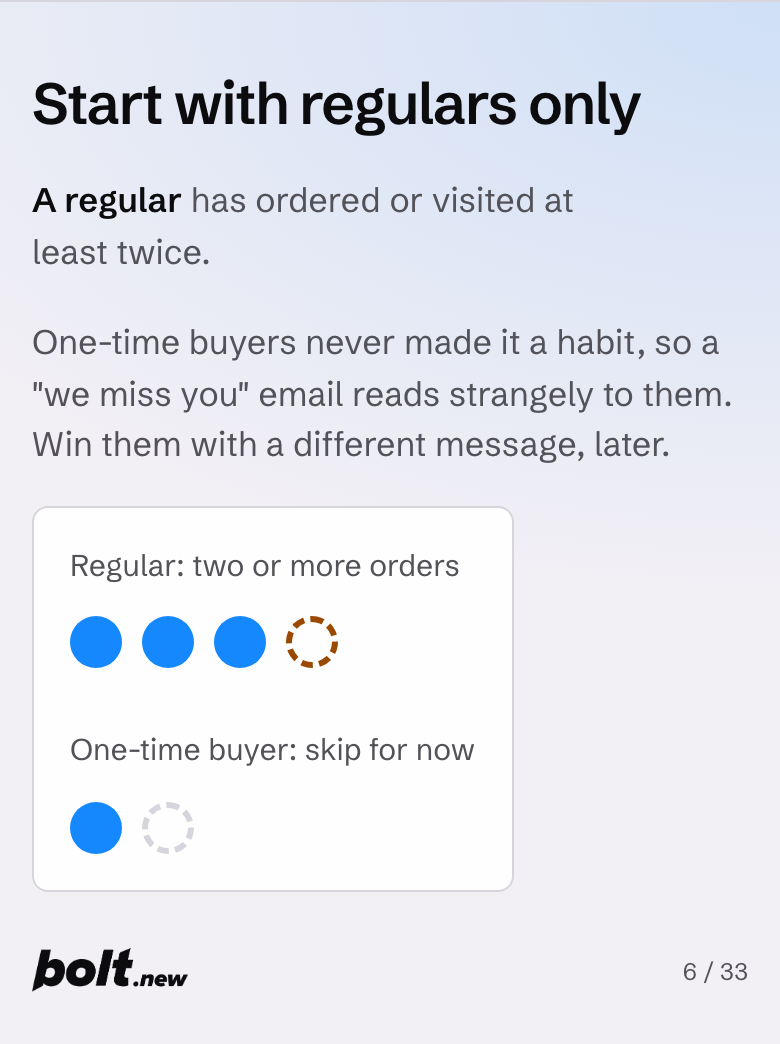 Start with regulars only
A regular has ordered or visited at
least twice.
One-time buyers never made it a habit, so a
"we miss you" email reads strangely to them.
Win them with a different message, later.
Regular: two or more orders
One-time buyer: skip for now
bolt.new
6 / 33